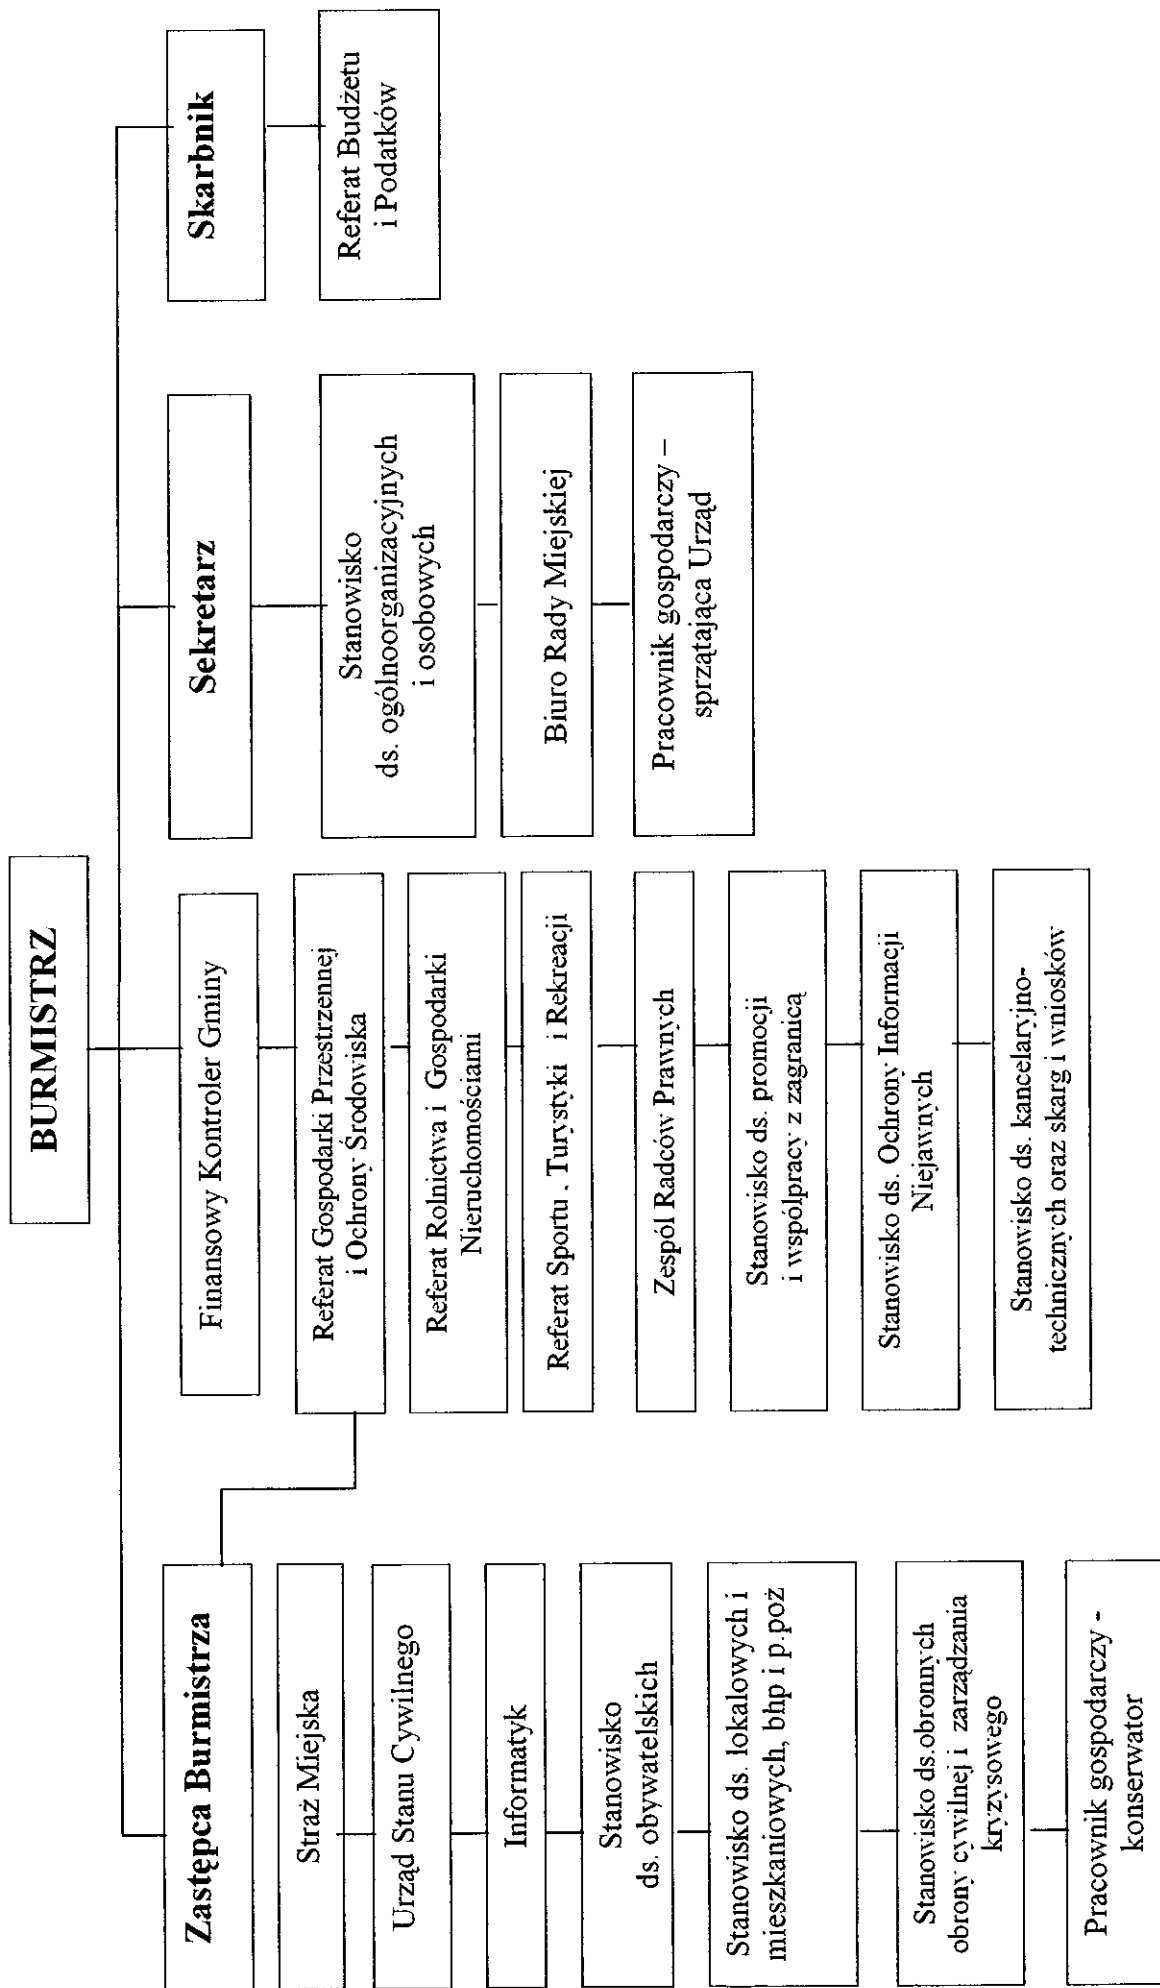 BURMISTRZ
Zastępca Burmistrza
Straż Miejska
Urząd Stanu Cywilnego
Informatyk
Stanowisko
ds. obywatelskich
Stanowisko ds. lokalowych i
mieszkaniowych, bhp i p.poż
Stanowisko ds.obronnych
obrony cywilnej i zarządzania
kryzysowego
Pracownik gospodarczy -
konserwator
Finansowy Kontroler Gminy
Referat Gospodarki Przestrzennej
i Ochrony Środowiska
Referat Rolnictwa i Gospodarki
Nieruchomościami
Referat Sportu , Turystyki i Rekreacji
Zespól Radców Prawnych
Stanowisko ds. promocji
i współpracy z zagranicą
Stanowisko ds. Ochrony Informacji
Niejawnych
Stanowisko ds. kancelaryjno-
technicznych oraz skarg i wniosków
Sekretarz
Stanowisko
ds. ogólnoorganizacyjnych
i osobowych
Biuro Rady Miejskiej
Pracownik gospodarczy –
sprzątająca Urząd
Skarbnik
Referat Budżetu
i Podatków